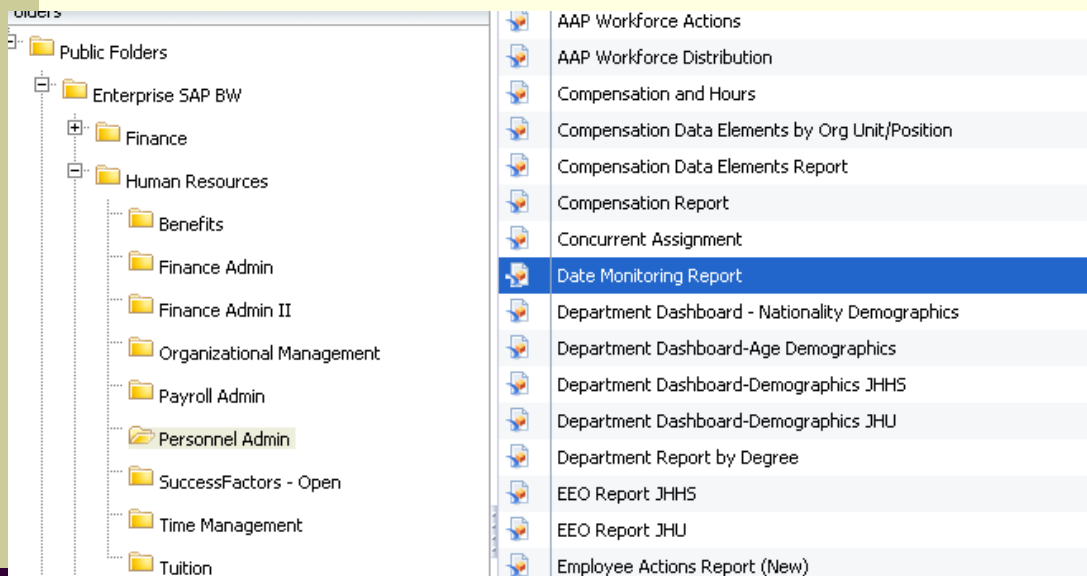 olders
Public Folders
Enterprise SAP BW
Finance
Human Resources
Benefits
Finance Admin
Finance Admin II
Organizational Management
Payroll Admin
Personnel Admin
SuccessFactors - Open
Time Management
Tuition
AAP Workforce Actions
AAP Workforce Distribution
Compensation and Hours
Compensation Data Elements by Org Unit/Position
Compensation Data Elements Report
Compensation Report
Concurrent Assignment
Date Monitoring Report
Department Dashboard - Nationality Demographics
Department Dashboard-Age Demographics
Department Dashboard-Demographics JHHS
Department Dashboard-Demographics JHU
Department Report by Degree
EEO Report JHHS
EEO Report JHU
Employee Actions Report (New)